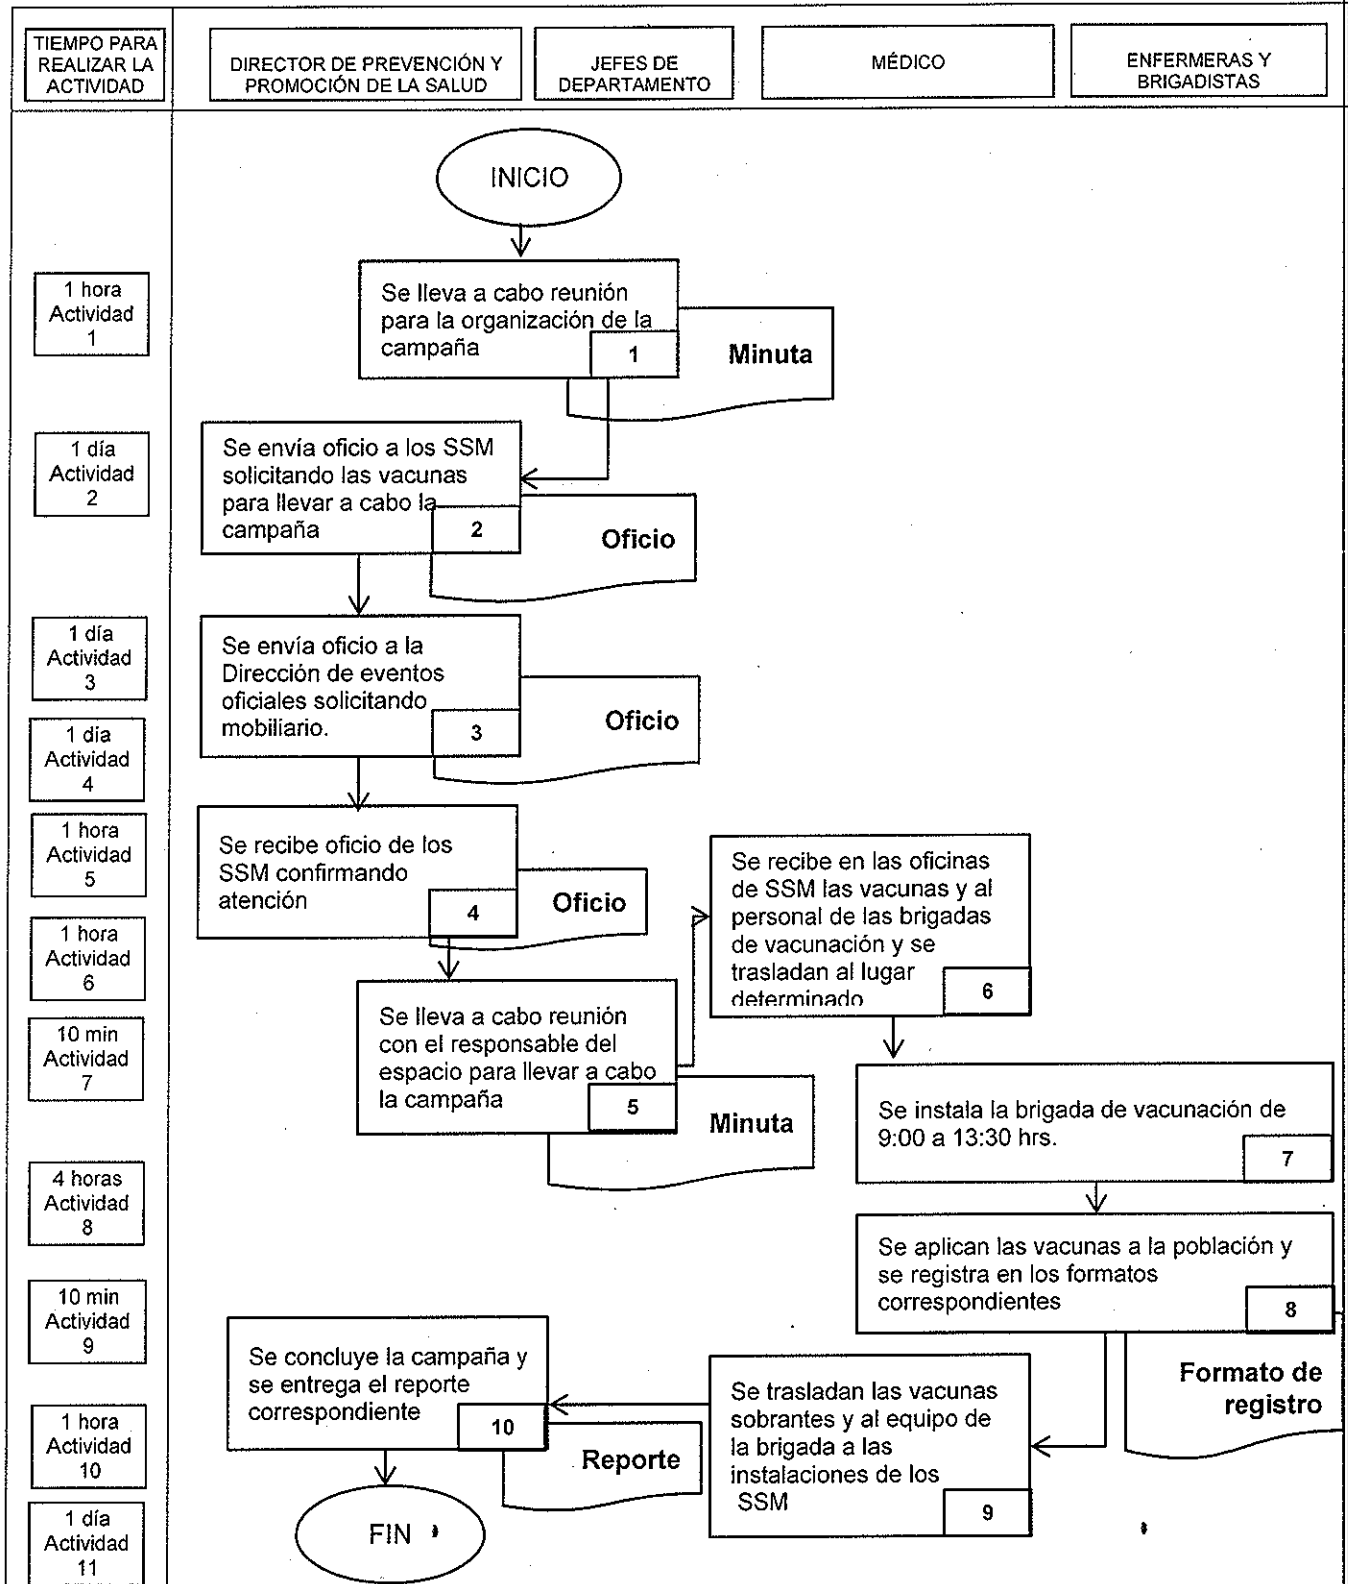 TIEMPO PARA
REALIZAR LA
ACTIVIDAD
DIRECTOR DE PREVENCIÓN Y
PROMOCIÓN DE LA SALUD
JEFES DE
DEPARTAMENTO
MÉDICO
ENFERMERAS Y
BRIGADISTAS
INICIO
1 hora
Actividad
1
Se lleva a cabo reunión
para la organización de la
campaña
1
Minuta
1 día
Actividad
2
Se envía oficio a los SSM
solicitando las vacunas
para llevar a cabo la
campaña
2
Oficio
1 día
Actividad
3
Se envía oficio a la
Dirección de eventos
oficiales solicitando
mobiliario.
3
Oficio
1 día
Actividad
4
Se recibe oficio de los
SSM confirmando
atención
4
Oficio
1 hora
Actividad
5
Se lleva a cabo reunión
con el responsable del
espacio para llevar a cabo
la campaña
5
Minuta
1 hora
Actividad
6
Se recibe en las oficinas
de SSM las vacunas y al
personal de las brigadas
de vacunación y se
trasladan al lugar
determinado
6
10 min
Actividad
7
Se instala la brigada de vacunación de
9:00 a 13:30 hrs.
7
4 horas
Actividad
8
Se aplican las vacunas a la población y
se registra en los formatos
correspondientes
8
Formato de
registro
10 min
Actividad
9
Se trasladan las vacunas
sobrantes y al equipo de
la brigada a las
instalaciones de los
SSM
9
1 hora
Actividad
10
Se concluye la campaña y
se entrega el reporte
correspondiente
10
Reporte
1 día
Actividad
11
FIN